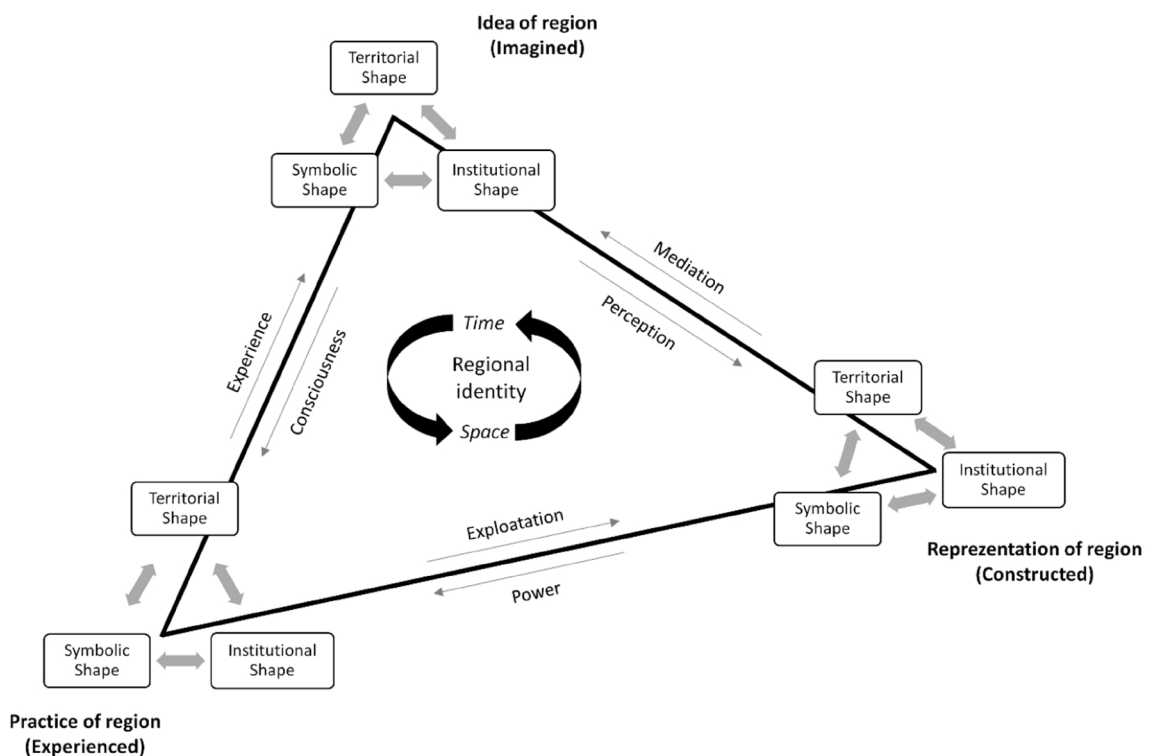 Idea of region
(Imagined)
Territorial
Shape
Symbolic
Shape
Institutional
Shape
Mediation
Perception
Experience
Consciousness
Time
Regional
identity
Space
Territorial
Shape
Institutional
Shape
Symbolic
Shape
Reprezentation of region
(Constructed)
Territorial
Shape
Exploatation
Power
Symbolic
Shape
Institutional
Shape
Practice of region
(Experienced)